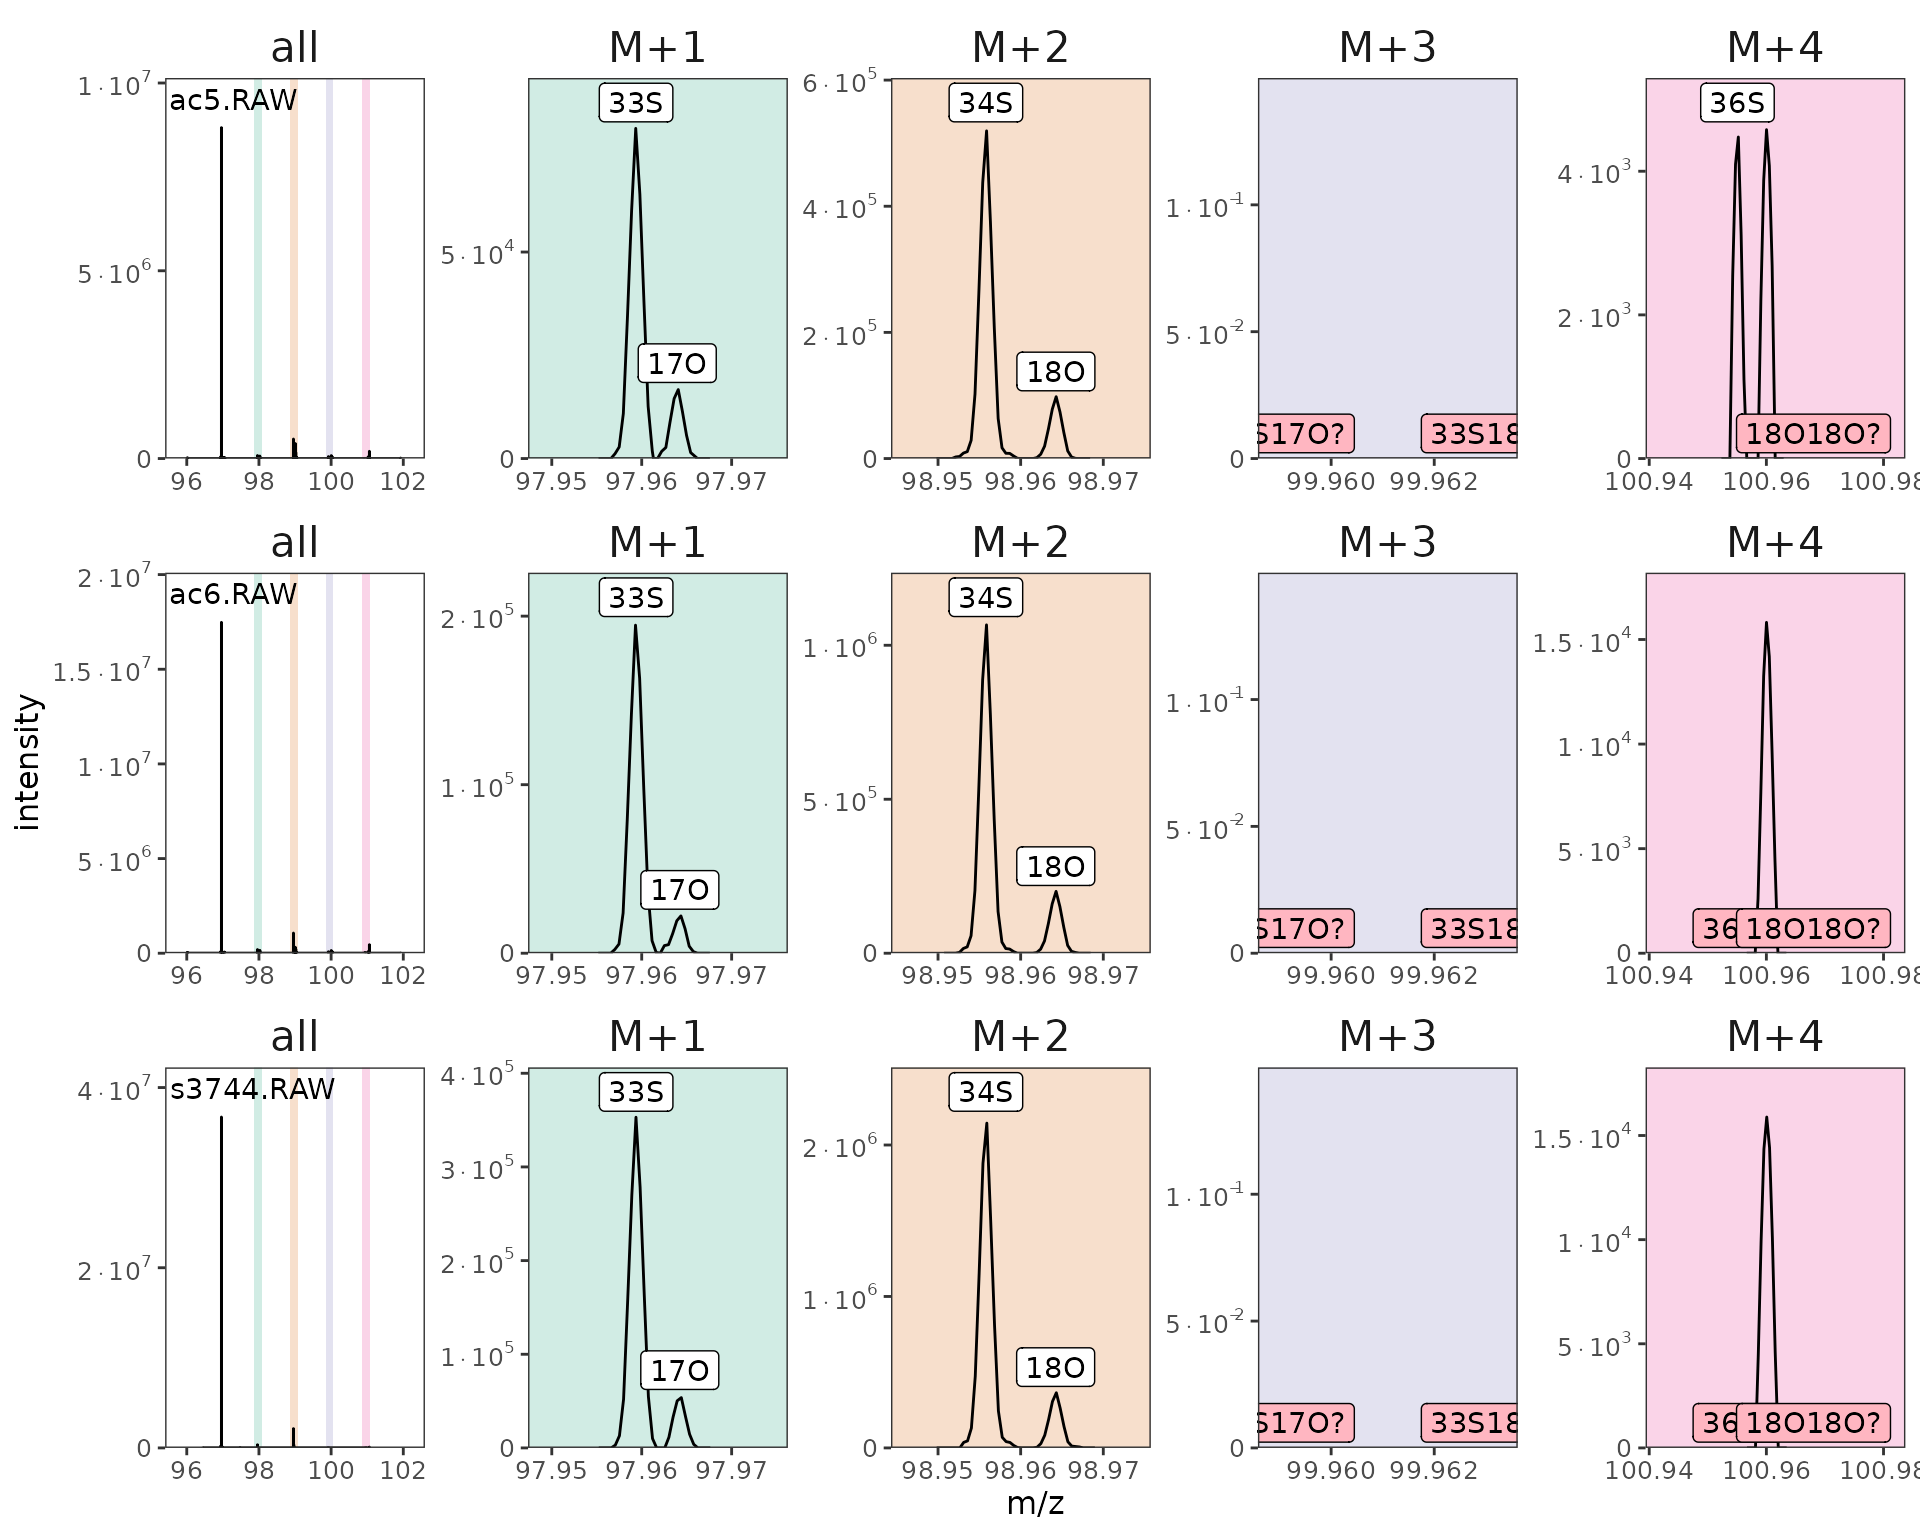 all M+1 M+2 M+3 M+4
1·10⁷ ac5.RAW 33S 6·10⁵ 34S 36S
4·10⁵ 1·10⁻¹ 4·10³
5·10⁶ 5·10⁴
17O 2·10⁵ 18O 5·10⁻² 2·10³
S17O? 33S18 18O18O?
0 0 0 0 0
96 98 100 102 97.95 97.96 97.97 98.95 98.96 98.97 99.960 99.962 100.94 100.96 100.98
all M+1 M+2 M+3 M+4
2·10⁷ ac6.RAW 33S 34S
2·10⁵ 1·10⁶ 1.5·10⁴
1.5·10⁷ 1·10⁻¹
1·10⁷ 1·10⁵ 5·10⁵ 1·10⁴
5·10⁶ 17O 18O 5·10⁻² 5·10³
S17O? 33S18 36 18O18O?
0 0 0 0 0
96 98 100 102 97.95 97.96 97.97 98.95 98.96 98.97 99.960 99.962 100.94 100.96 100.98
intensity
all M+1 M+2 M+3 M+4
4·10⁷ s3744.RAW 4·10⁵ 33S 34S
3·10⁵ 2·10⁶ 1·10⁻¹ 1.5·10⁴
2·10⁷ 2·10⁵ 1·10⁶ 1·10⁴
1·10⁵ 17O 18O 5·10⁻² 5·10³
S17O? 33S18 36 18O18O?
0 0 0 0 0
96 98 100 102 97.95 97.96 97.97 98.95 98.96 98.97 99.960 99.962 100.94 100.96 100.98
m/z